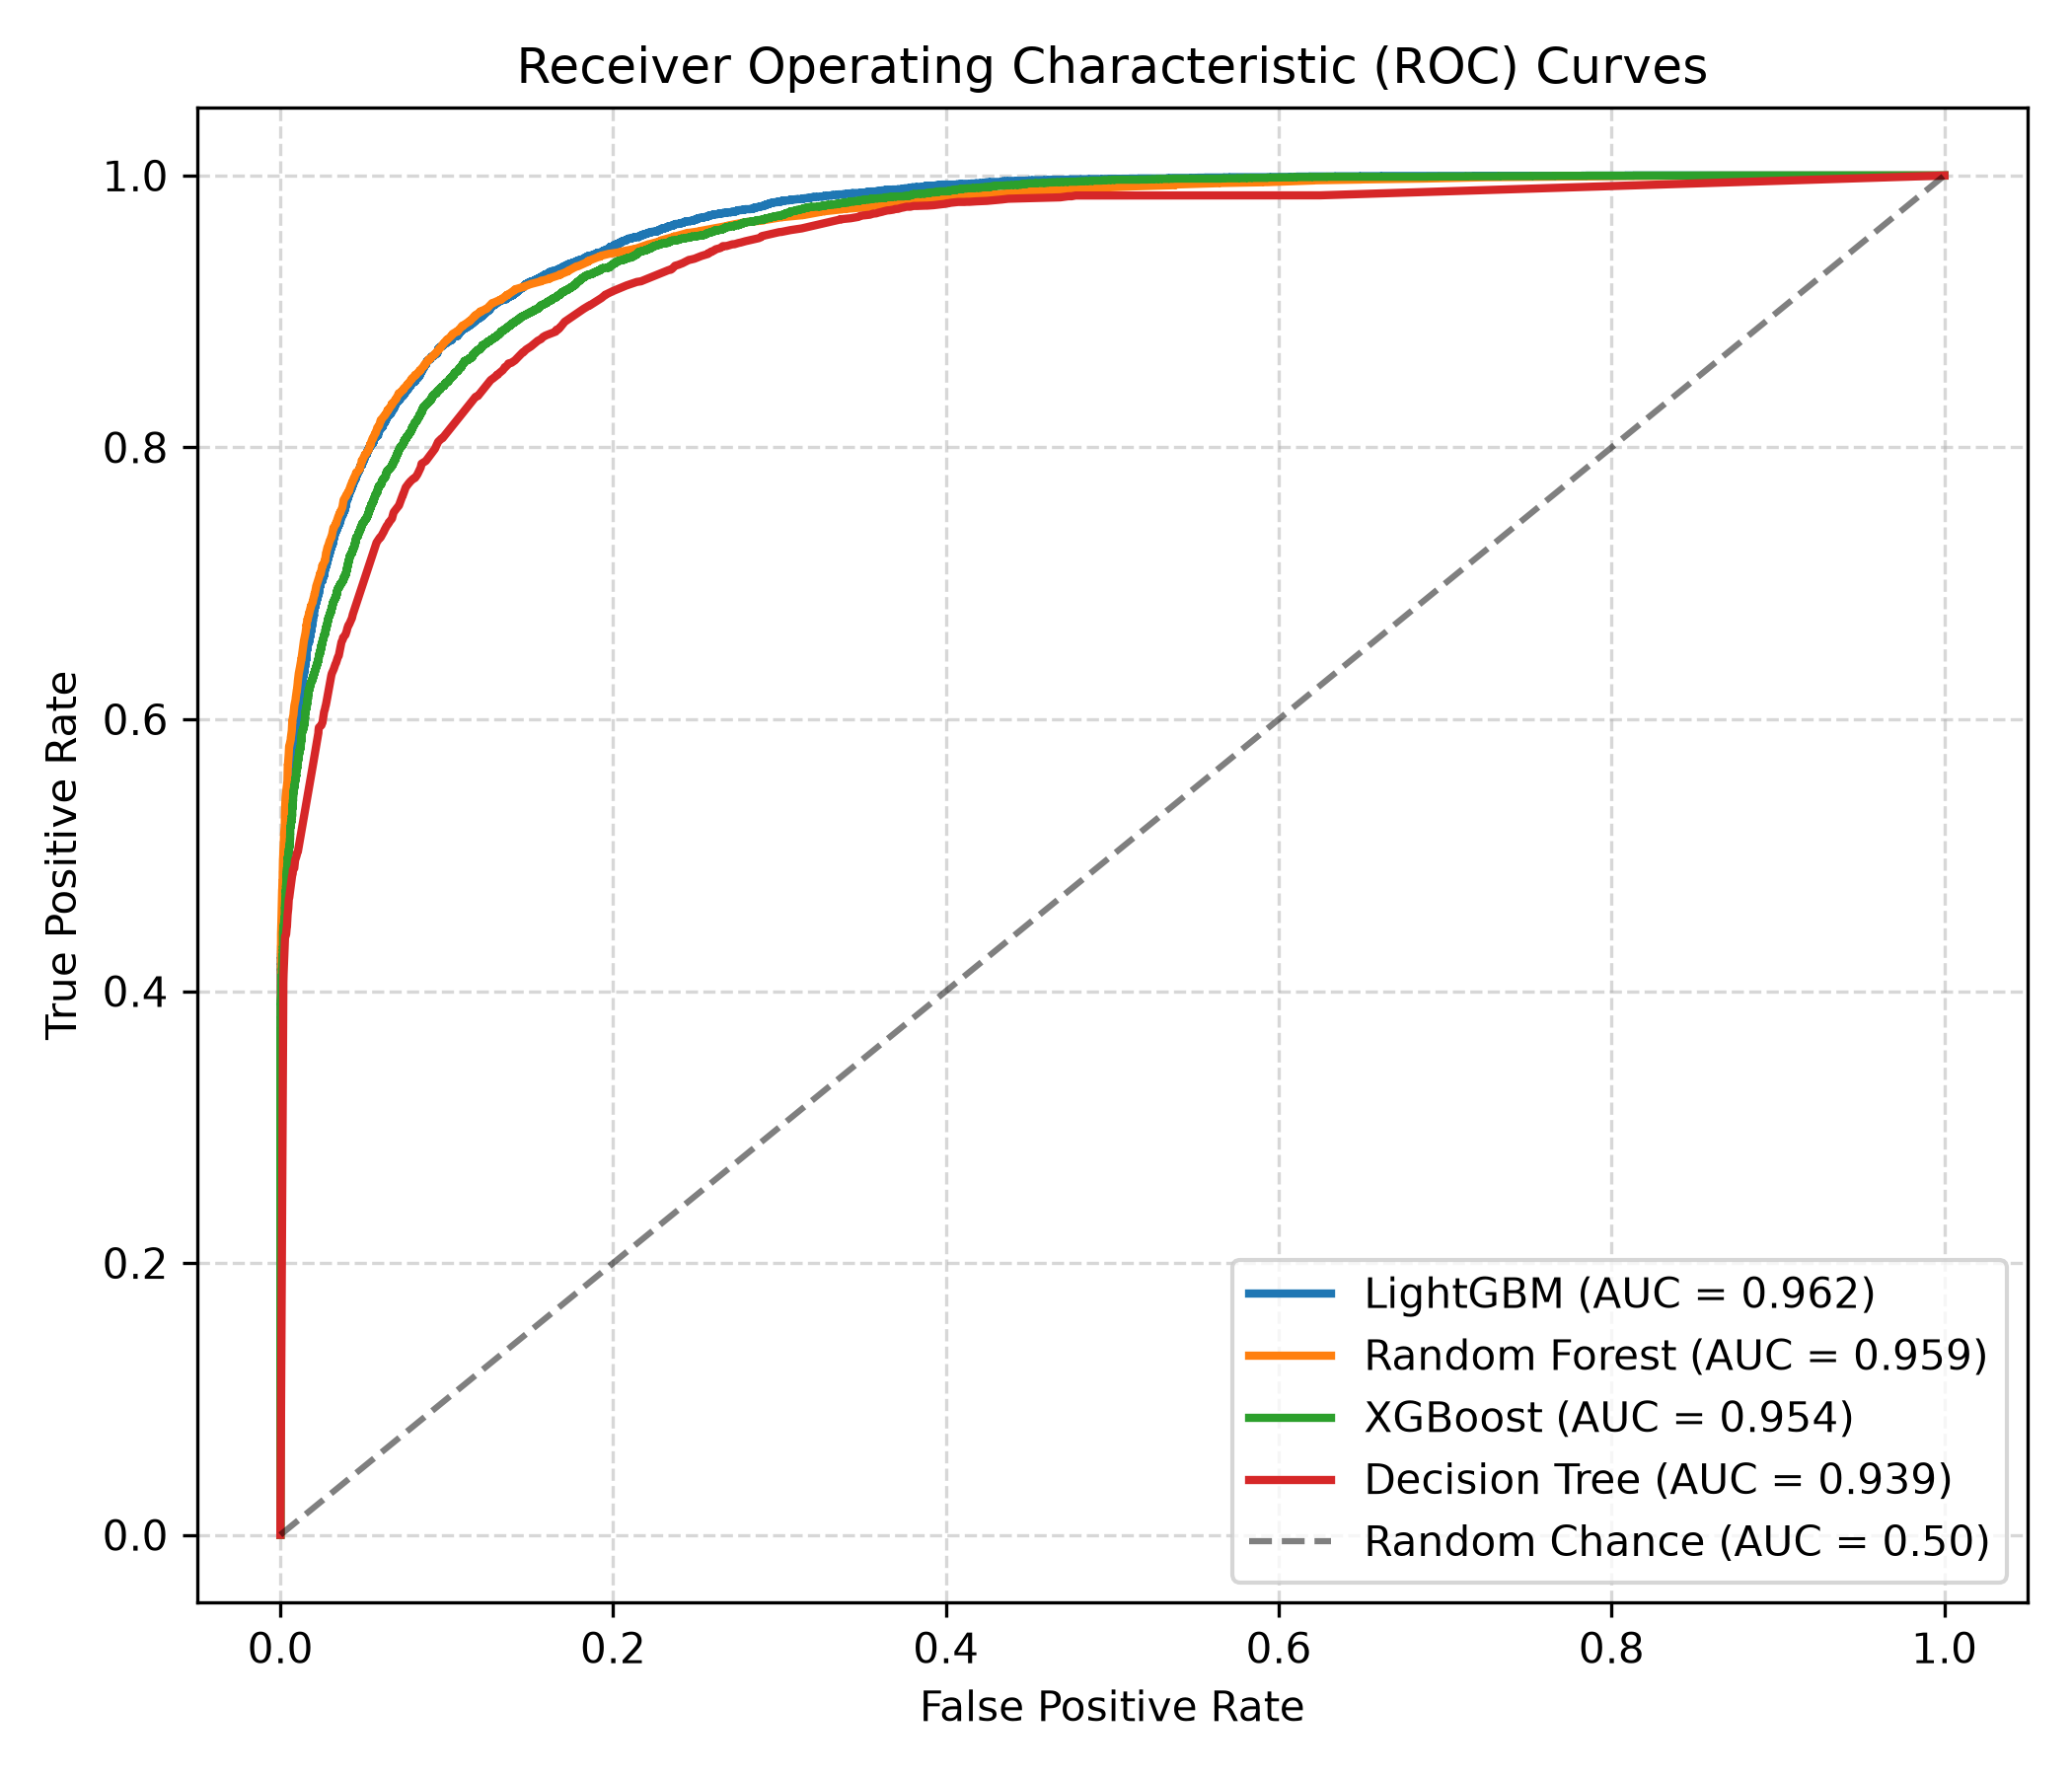 Receiver Operating Characteristic (ROC) Curves
True Positive Rate
1.0
0.8
0.6
0.4
0.2
0.0
LightGBM (AUC = 0.962)
Random Forest (AUC = 0.959)
XGBoost (AUC = 0.954)
Decision Tree (AUC = 0.939)
Random Chance (AUC = 0.50)
0.0 0.2 0.4 0.6 0.8 1.0
False Positive Rate